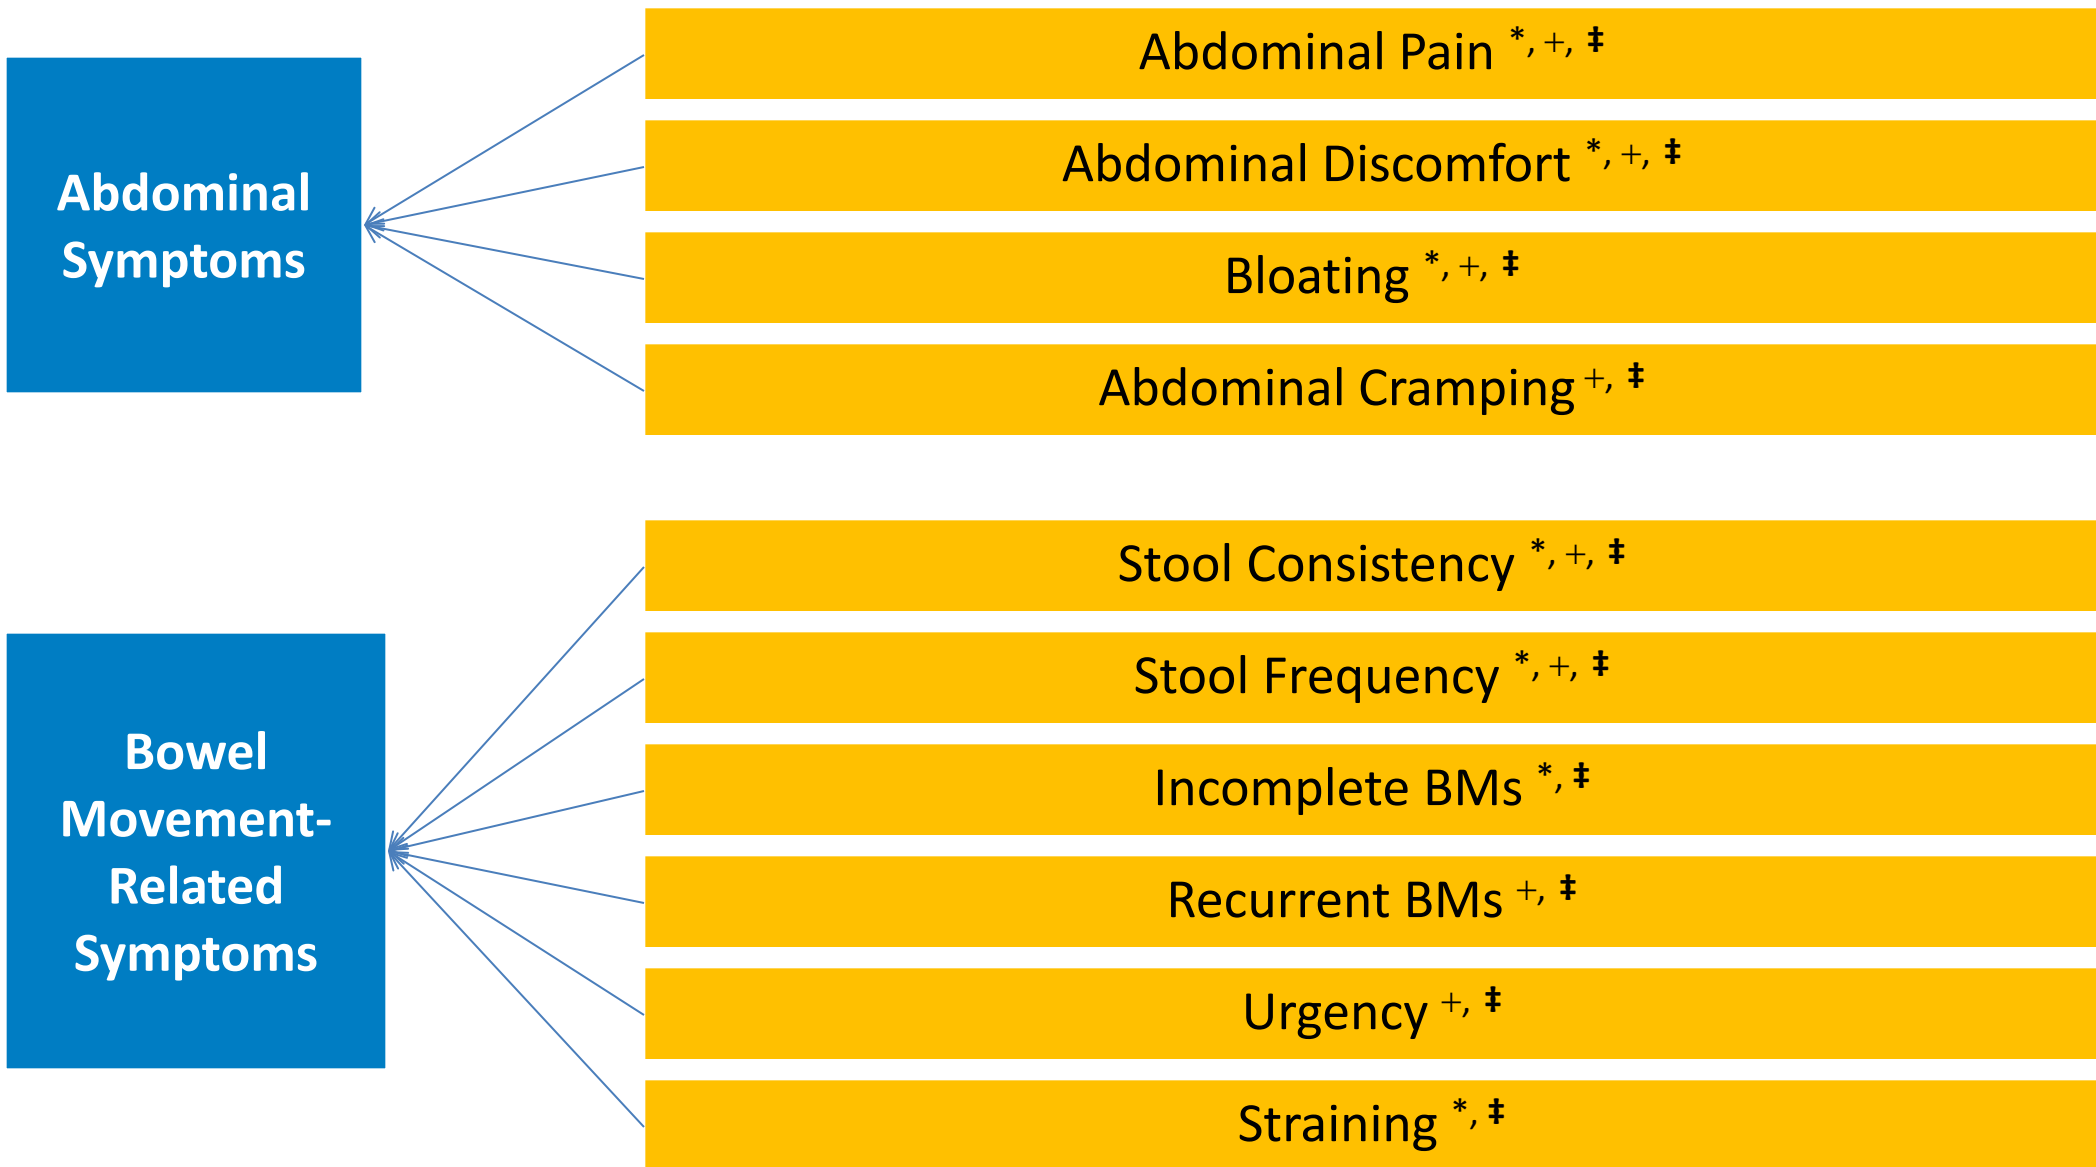 Abdominal
Symptoms
Abdominal Pain *, +, ‡
Abdominal Discomfort *, +, ‡
Bloating *, +, ‡
Abdominal Cramping +, ‡
Bowel
Movement-
Related
Symptoms
Stool Consistency *, +, ‡
Stool Frequency *, +, ‡
Incomplete BMs *, ‡
Recurrent BMs +, ‡
Urgency +, ‡
Straining *, ‡